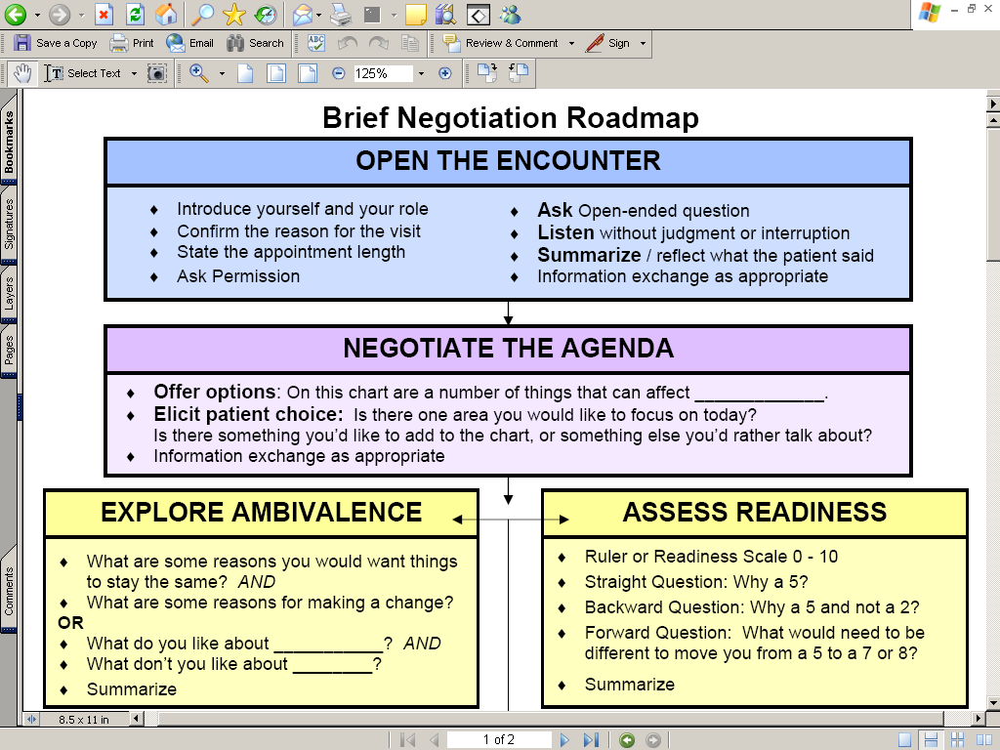 Save a Copy Print Email Search Review & Comment Sign
Select Text 125%
Bookmarks
Signatures
Layers
Pages
Comments
Brief Negotiation Roadmap
OPEN THE ENCOUNTER
♦ Introduce yourself and your role
♦ Confirm the reason for the visit
♦ State the appointment length
♦ Ask Permission
♦ Ask Open-ended question
♦ Listen without judgment or interruption
♦ Summarize / reflect what the patient said
♦ Information exchange as appropriate
NEGOTIATE THE AGENDA
♦ Offer options: On this chart are a number of things that can affect _____________.
♦ Elicit patient choice: Is there one area you would like to focus on today?
Is there something you'd like to add to the chart, or something else you'd rather talk about?
♦ Information exchange as appropriate
EXPLORE AMBIVALENCE
♦ What are some reasons you would want things
to stay the same? AND
♦ What are some reasons for making a change?
OR
♦ What do you like about ___________? AND
♦ What don't you like about ________?
♦ Summarize
ASSESS READINESS
♦ Ruler or Readiness Scale 0 - 10
♦ Straight Question: Why a 5?
♦ Backward Question: Why a 5 and not a 2?
♦ Forward Question: What would need to be
different to move you from a 5 to a 7 or 8?
♦ Summarize
8.5 x 11 in
1 of 2